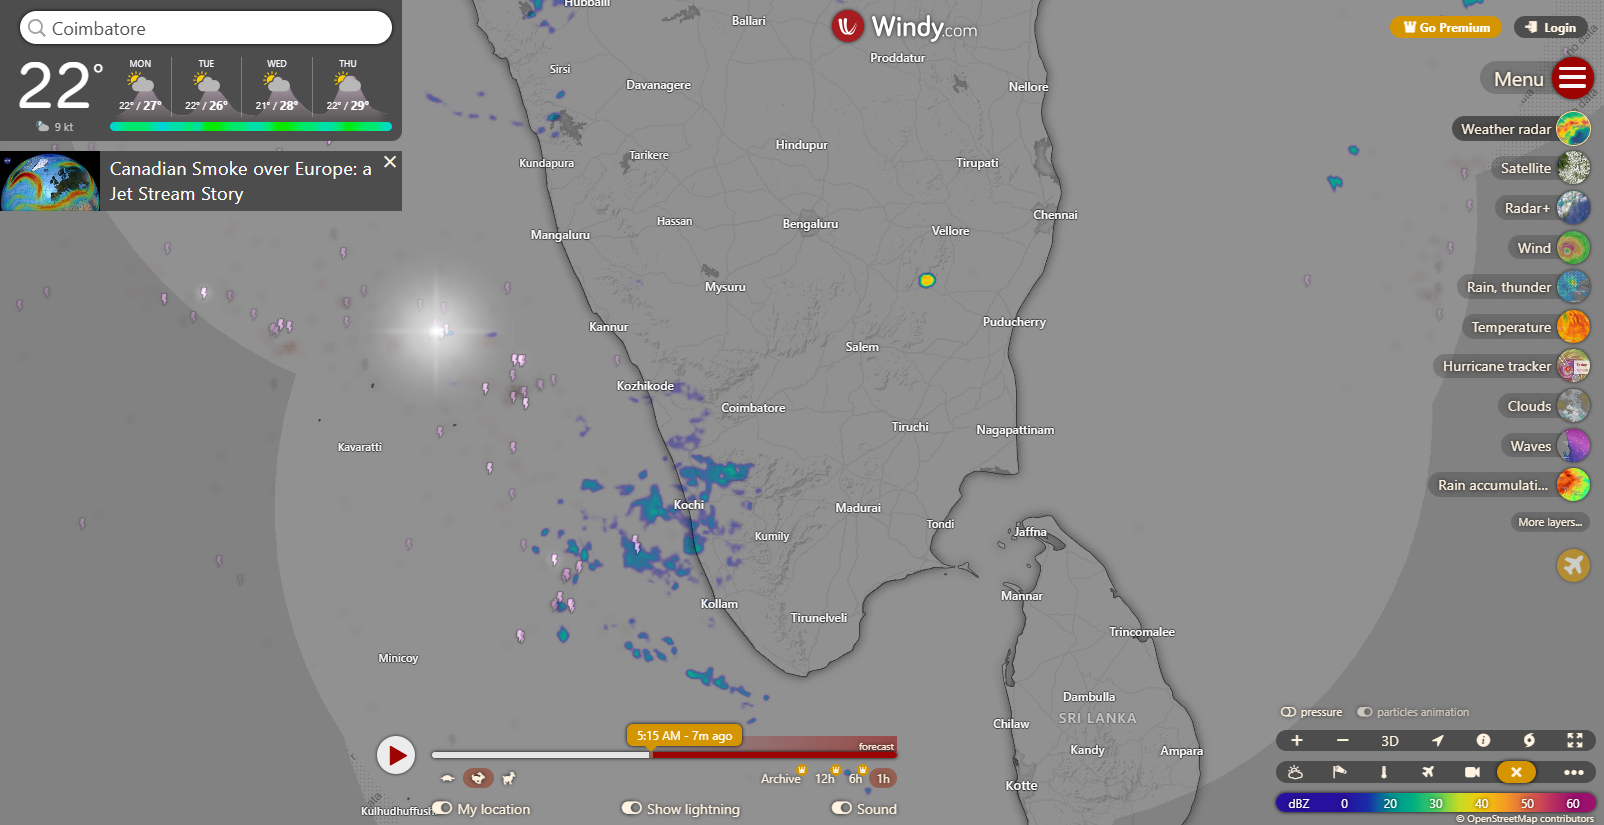 Coimbatore
22°
9 kt
MON
22° / 27°
TUE
22° / 26°
WED
21° / 28°
THU
22° / 29°
Canadian Smoke over Europe: a
Jet Stream Story
Windy.com
Go Premium
Login
no data
Menu
Weather radar
Satellite
Radar+
Wind
Rain, thunder
Temperature
Hurricane tracker
Clouds
Waves
Rain accumulati...
More layers...
Hubballi
Ballari
Proddatur
Sirsi
Davanagere
Nellore
Hindupur
Kundapura
Tarikere
Tirupati
Hassan
Bengaluru
Chennai
Mangaluru
Vellore
Mysuru
Kannur
Puducherry
Salem
Kozhikode
Coimbatore
Tiruchi
Nagapattinam
Kavaratti
Kochi
Madurai
Tondi
Jaffna
Kumily
Kollam
Tirunelveli
Mannar
Trincomalee
Minicoy
Dambulla
Chilaw
SRI LANKA
Kandy
Ampara
Kotte
Kulhudhuffushi
5:15 AM - 7m ago
forecast
Archive
12h
6h
1h
My location
Show lightning
Sound
pressure
particles animation
3D
dBZ 0 20 30 40 50 60
© OpenStreetMap contributors